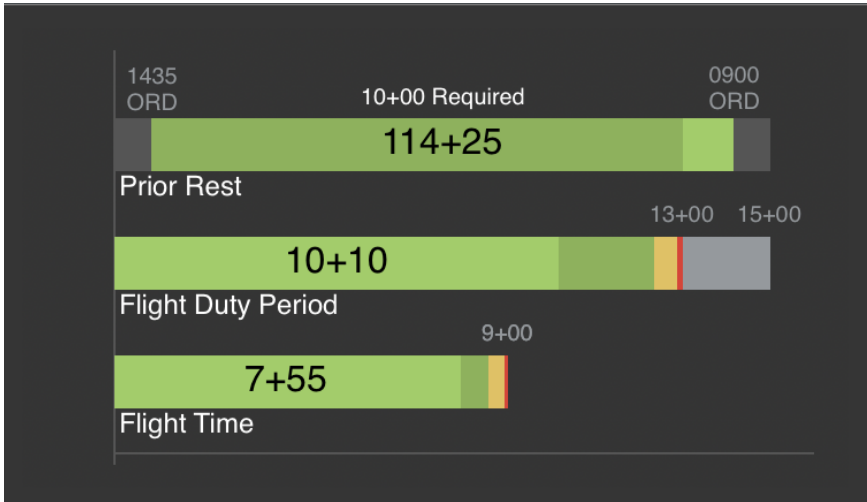 1435
ORD
10+00 Required
0900
ORD
114+25
Prior Rest
13+00
15+00
10+10
Flight Duty Period
9+00
7+55
Flight Time